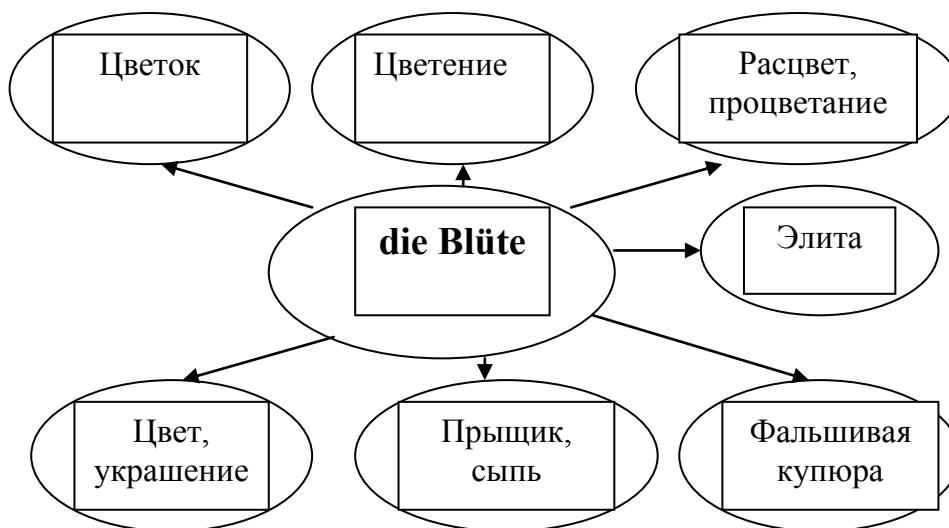 Цветок
Цветение
Расцвет,
процветание
die Blüte
Элита
Цвет,
украшение
Прыщик,
сыпь
Фальшивая
купюра